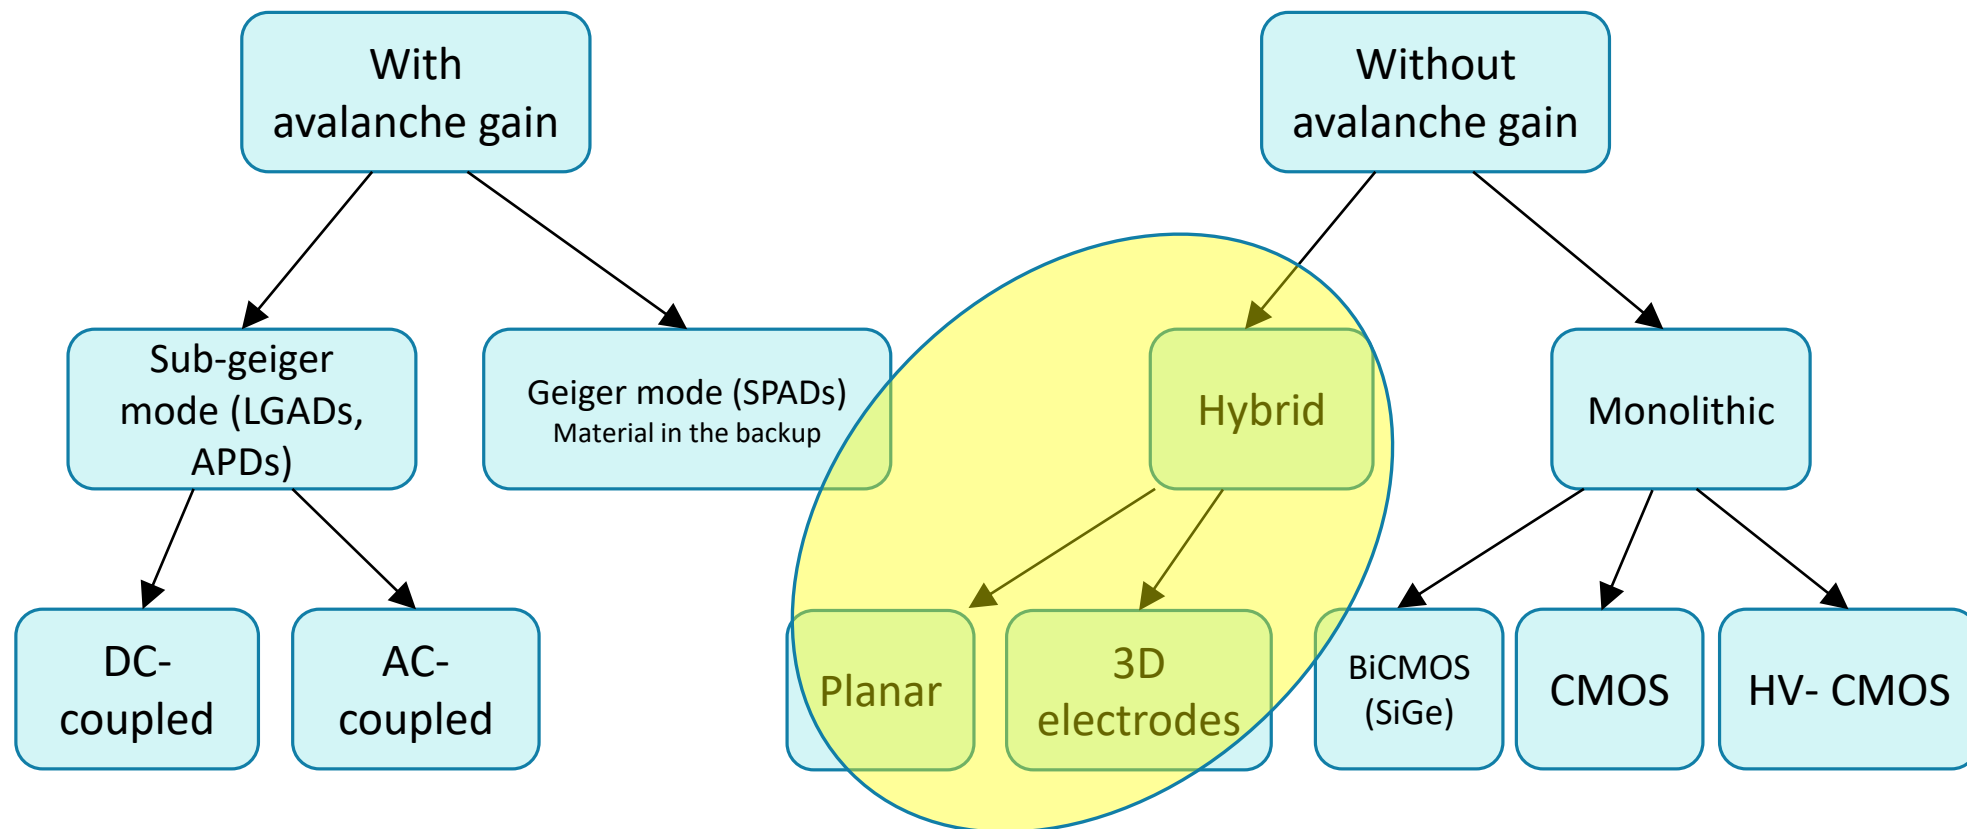 With
avalanche gain
Without
avalanche gain
Sub-geiger
mode (LGADs,
APDs)
Geiger mode (SPADs)
Material in the backup
Hybrid
Monolithic
DC-
coupled
AC-
coupled
Planar
3D
electrodes
BiCMOS
(SiGe)
CMOS
HV- CMOS